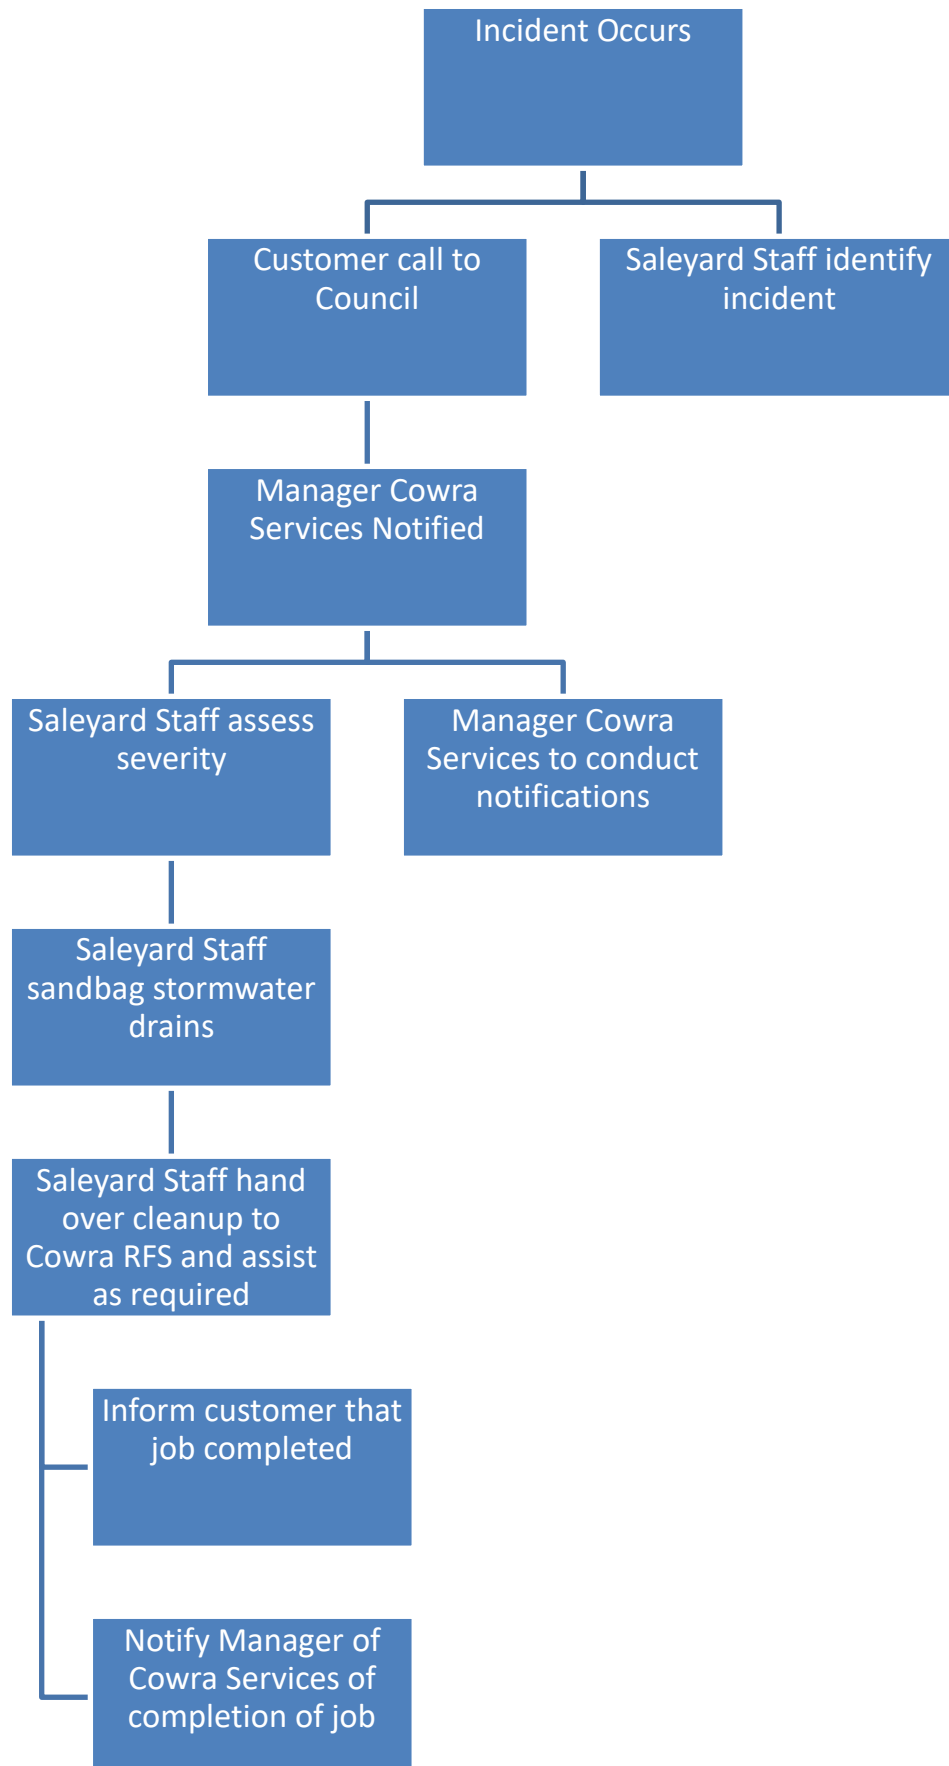 Incident Occurs
Customer call to
Council
Saleyard Staff identify
incident
Manager Cowra
Services Notified
Saleyard Staff assess
severity
Manager Cowra
Services to conduct
notifications
Saleyard Staff
sandbag stormwater
drains
Saleyard Staff hand
over cleanup to
Cowra RFS and assist
as required
Inform customer that
job completed
Notify Manager of
Cowra Services of
completion of job